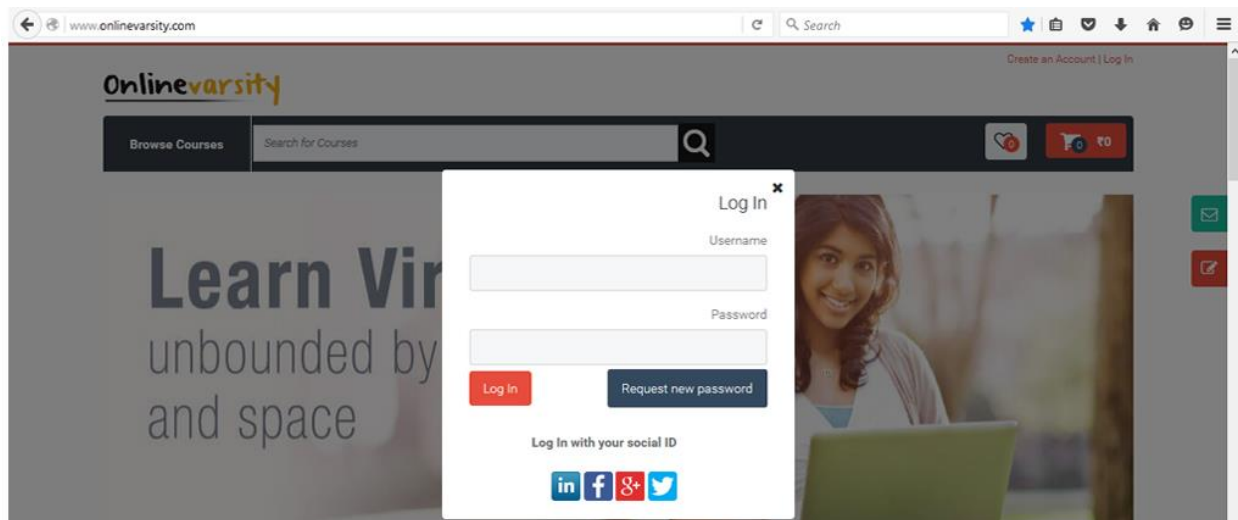 www.onlinevarsity.com
Search
Create an Account | Log In
Onlinevarsity
Browse Courses
Search for Courses
0
0 ₹0
Log In
Username
Password
Log In
Request new password
Log In with your social ID
in f g+
Learn Vir
unbounded by
and space